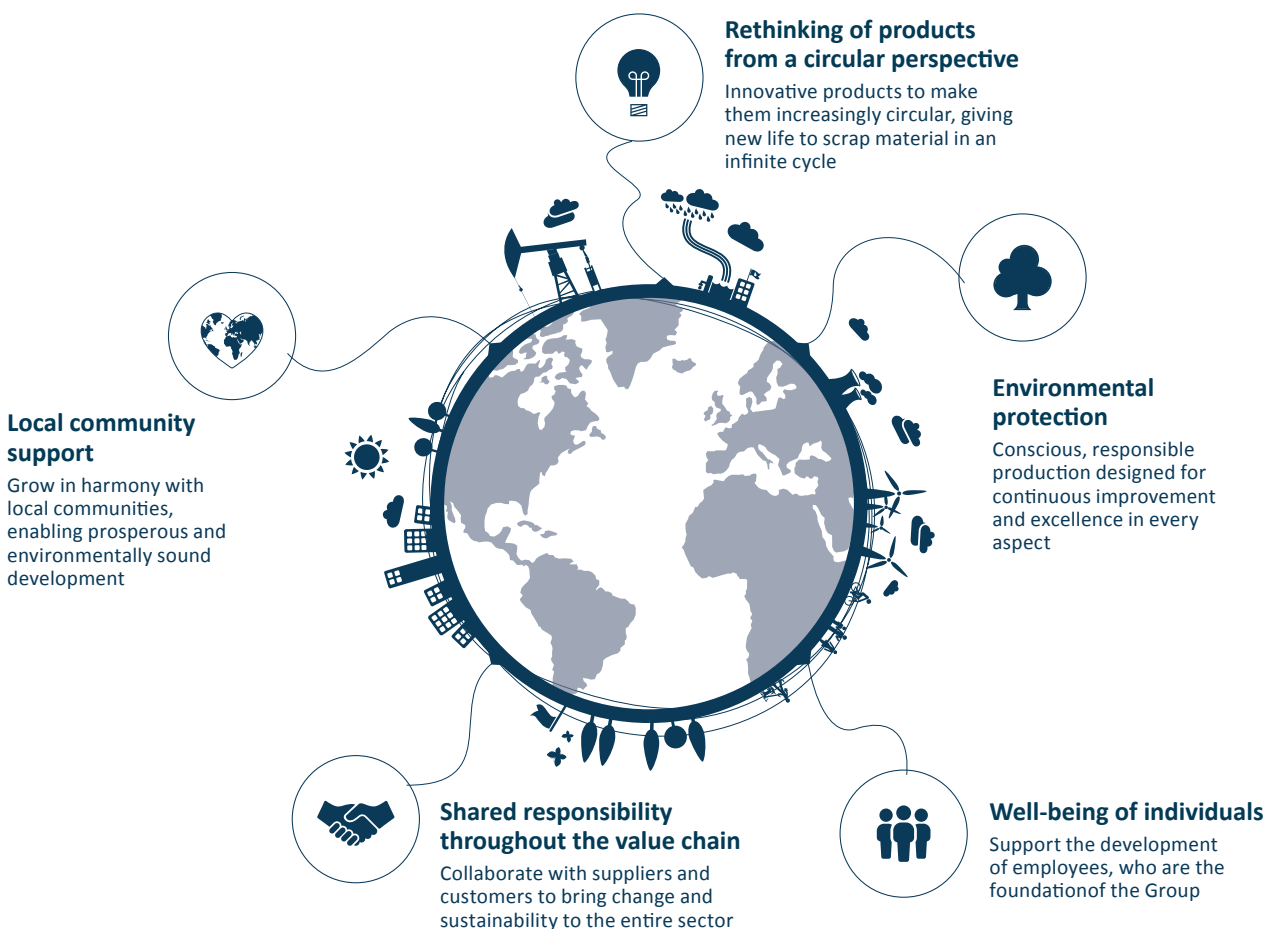 Rethinking of products
from a circular perspective
Innovative products to make
them increasingly circular, giving
new life to scrap material in an
infinite cycle
Environmental
protection
Conscious, responsible
production designed for
continuous improvement
and excellence in every
aspect
Local community
support
Grow in harmony with
local communities,
enabling prosperous and
environmentally sound
development
Shared responsibility
throughout the value chain
Collaborate with suppliers and
customers to bring change and
sustainability to the entire sector
Well-being of individuals
Support the development
of employees, who are the
foundationof the Group